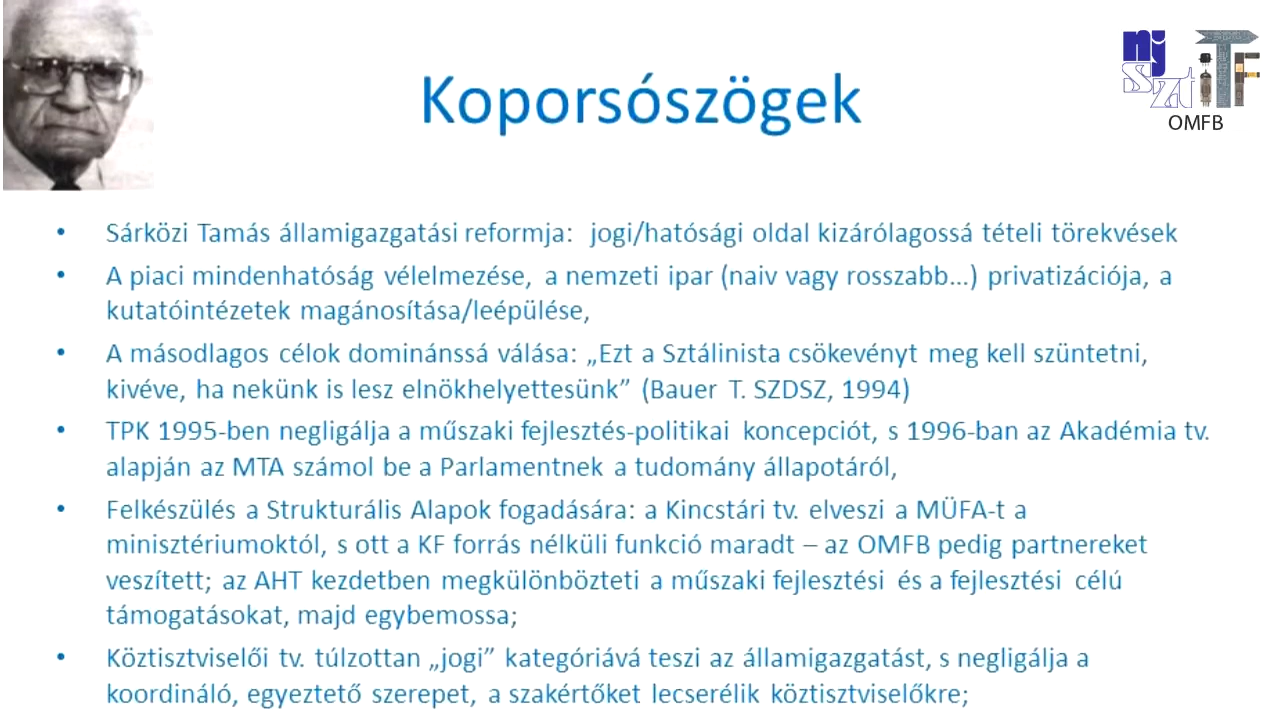 Koporsószögek
njSzt ITF
OMFB
• Sárközi Tamás államigazgatási reformja: jogi/hatósági oldal kizárólagossá tételi törekvések
• A piaci mindenhatóság vélelmezése, a nemzeti ipar (naiv vagy rosszabb...) privatizációja, a
kutatóintézetek magánosítása/leépülése,
• A másodlagos célok dominánssá válása: „Ezt a Sztálinista csökevényt meg kell szüntetni,
kivéve, ha nekünk is lesz elnökhelyettesünk” (Bauer T. SZDSZ, 1994)
• TPK 1995-ben negligálja a műszaki fejlesztés-politikai koncepciót, s 1996-ban az Akadémia tv.
alapján az MTA számol be a Parlamentnek a tudomány állapotáról,
• Felkészülés a Strukturális Alapok fogadására: a Kincstári tv. elveszi a MÜFA-t a
minisztériumoktól, s ott a KF forrás nélküli funkció maradt – az OMFB pedig partnereket
veszített; az AHT kezdetben megkülönbözteti a műszaki fejlesztési és a fejlesztési célú
támogatásokat, majd egybemossa;
• Köztisztviselői tv. túlzottan „jogi” kategóriává teszi az államigazgatást, s negligálja a
koordináló, egyeztető szerepet, a szakértőket lecserélik köztisztviselőkre;